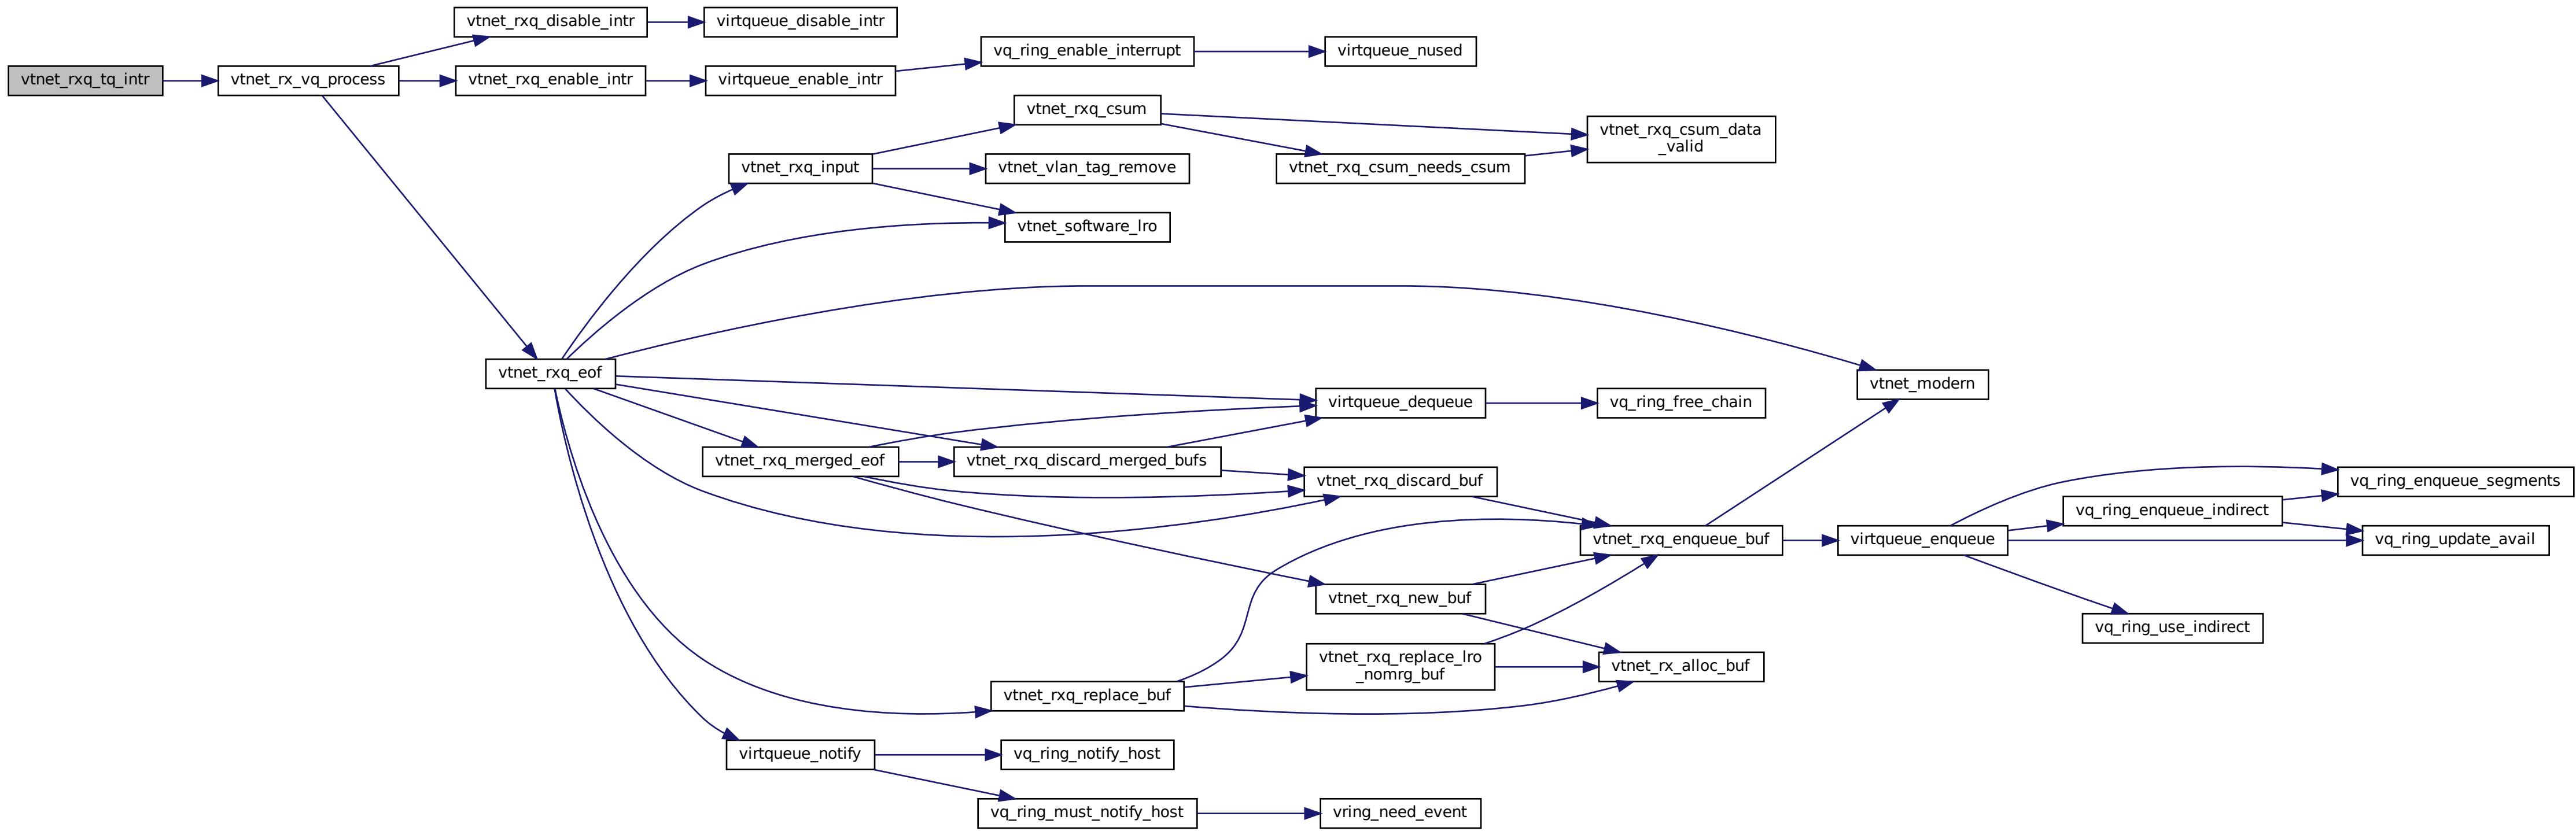 vtnet_rxq_tq_intr
vtnet_rx_vq_process
vtnet_rxq_disable_intr
virtqueue_disable_intr
vtnet_rxq_enable_intr
virtqueue_enable_intr
vq_ring_enable_interrupt
virtqueue_nused
vtnet_rxq_eof
vtnet_rxq_input
vtnet_rxq_csum
vtnet_rxq_csum_data
_valid
vtnet_rxq_csum_needs_csum
vtnet_vlan_tag_remove
vtnet_software_lro
vtnet_modern
virtqueue_dequeue
vq_ring_free_chain
vtnet_rxq_merged_eof
vtnet_rxq_discard_merged_bufs
vtnet_rxq_discard_buf
vtnet_rxq_enqueue_buf
virtqueue_enqueue
vq_ring_enqueue_segments
vq_ring_enqueue_indirect
vq_ring_update_avail
vq_ring_use_indirect
vtnet_rxq_new_buf
vtnet_rxq_replace_lro
_nomrg_buf
vtnet_rx_alloc_buf
vtnet_rxq_replace_buf
virtqueue_notify
vq_ring_notify_host
vq_ring_must_notify_host
vring_need_event